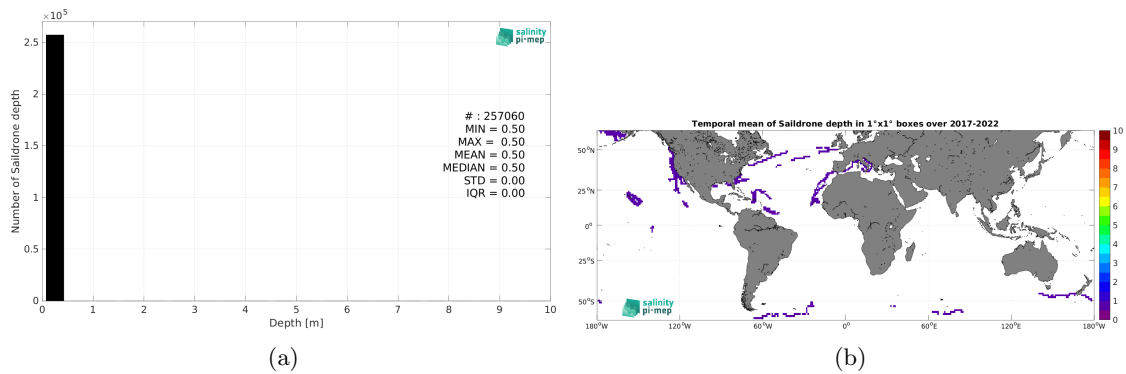 ×10⁵
salinity
pi-mep
2.5
2
1.5
1
0.5
0
Number of Saildrone depth
# : 257060
MIN = 0.50
MAX = 0.50
MEAN = 0.50
MEDIAN = 0.50
STD = 0.00
IQR = 0.00
0 1 2 3 4 5 6 7 8 9 10
Depth [m]
(a)
Temporal mean of Saildrone depth in 1°x1° boxes over 2017-2022
50°N
25°N
0°
25°S
50°S
salinity
pi-mep
180°W 120°W 60°W 0° 60°E 120°E 180°W
10
9
8
7
6
5
4
3
2
1
0
(b)